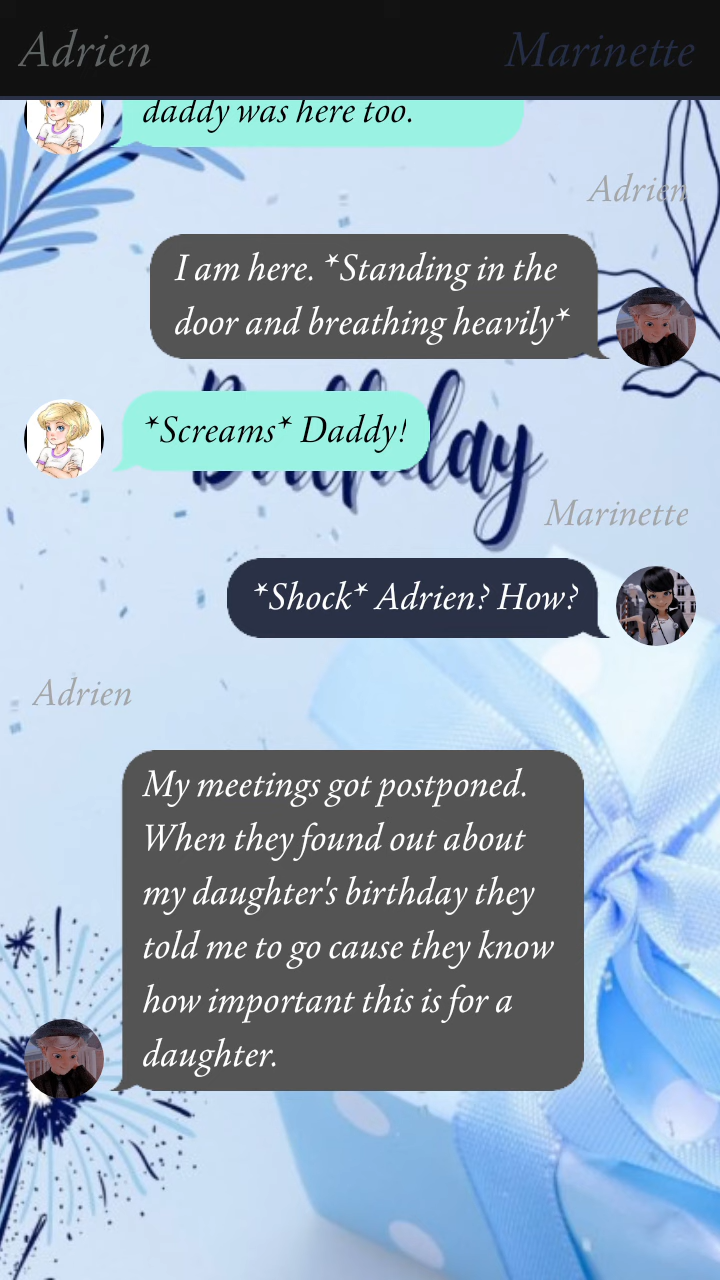 Adrien
Marinette
daddy was here too.
Adrien
I am here. *Standing in the
door and breathing heavily*
*Screams* Daddy!
Birthday
Marinette
*Shock* Adrien? How?
Adrien
My meetings got postponed.
When they found out about
my daughter's birthday they
told me to go cause they know
how important this is for a
daughter.